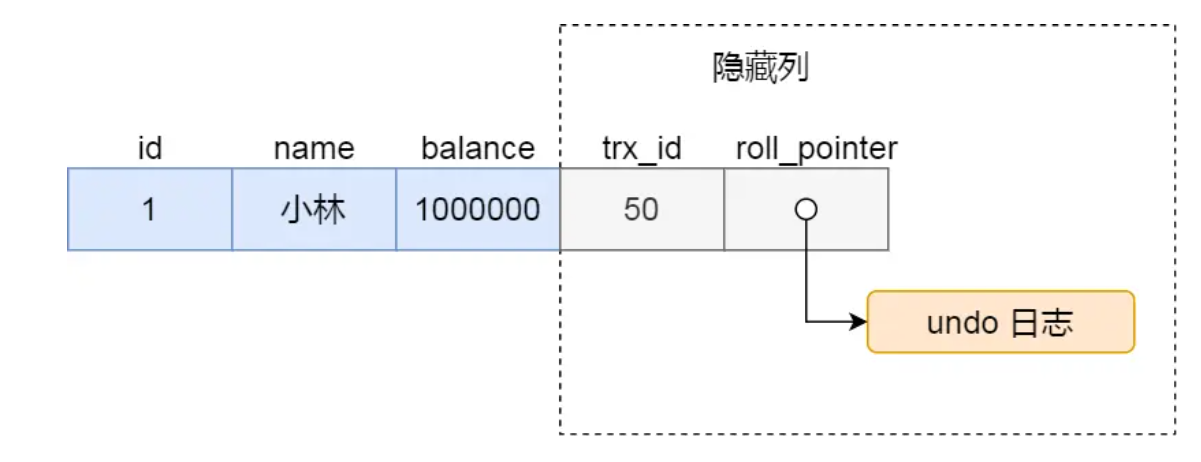 隐藏列
id name balance trx_id roll_pointer
1 小林 1000000 50
undo 日志